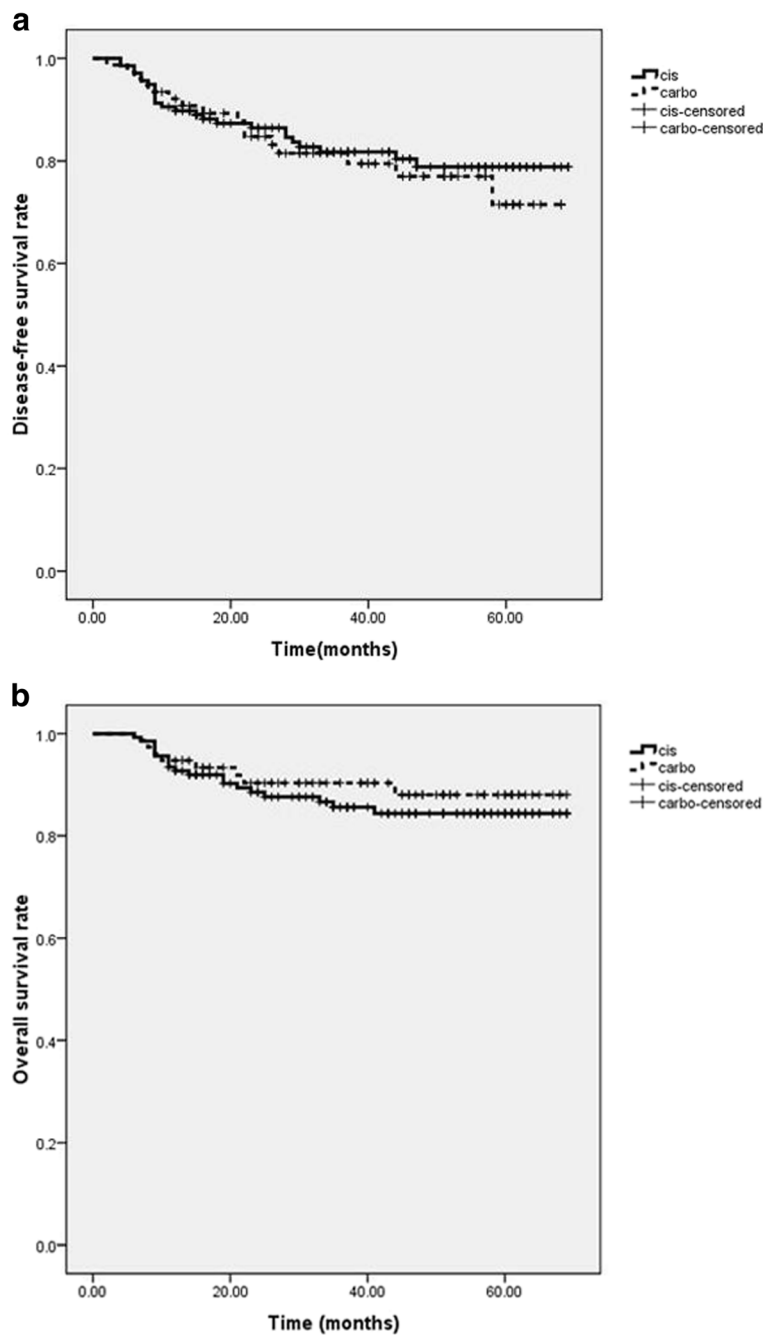 a
1.0
0.8
0.6
0.4
0.2
0.0
Disease-free survival rate
0.00 20.00 40.00 60.00
Time(months)
cis
carbo
cis-censored
carbo-censored
b
1.0
0.8
0.6
0.4
0.2
0.0
Overall survival rate
0.00 20.00 40.00 60.00
Time (months)
cis
carbo
cis-censored
carbo-censored